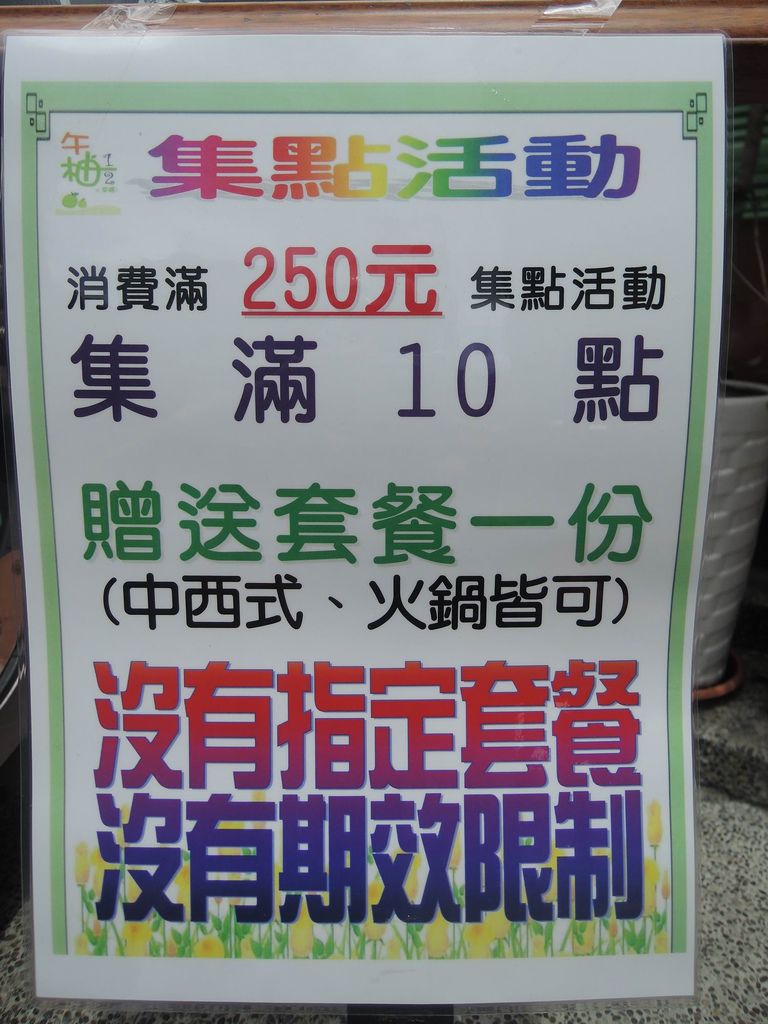 午柚1/2
集點活動
消費滿 250元 集點活動
集滿10點
贈送套餐一份
(中西式、火鍋皆可)
沒有指定套餐
沒有期效限制